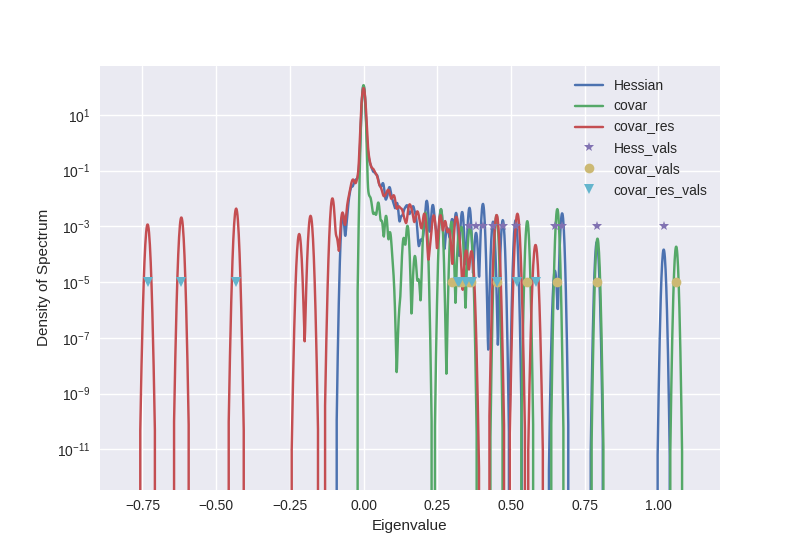 Hessian
covar
covar_res
Hess_vals
covar_vals
covar_res_vals
10¹
10⁻¹
10⁻³
10⁻⁵
10⁻⁷
10⁻⁹
10⁻¹¹
Density of Spectrum
−0.75 −0.50 −0.25 0.00 0.25 0.50 0.75 1.00
Eigenvalue